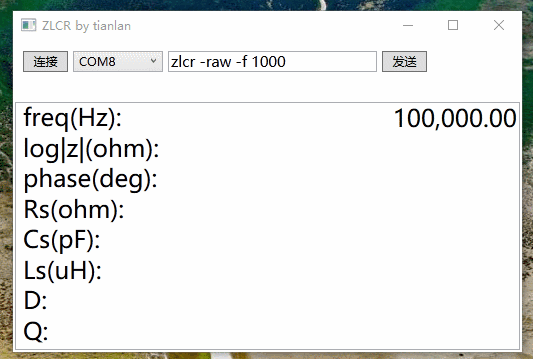 ZLCR by tianlan
连接 COM8 zlcr -raw -f 1000 发送
freq(Hz): 100,000.00
log|z|(ohm):
phase(deg):
Rs(ohm):
Cs(pF):
Ls(uH):
D:
Q: